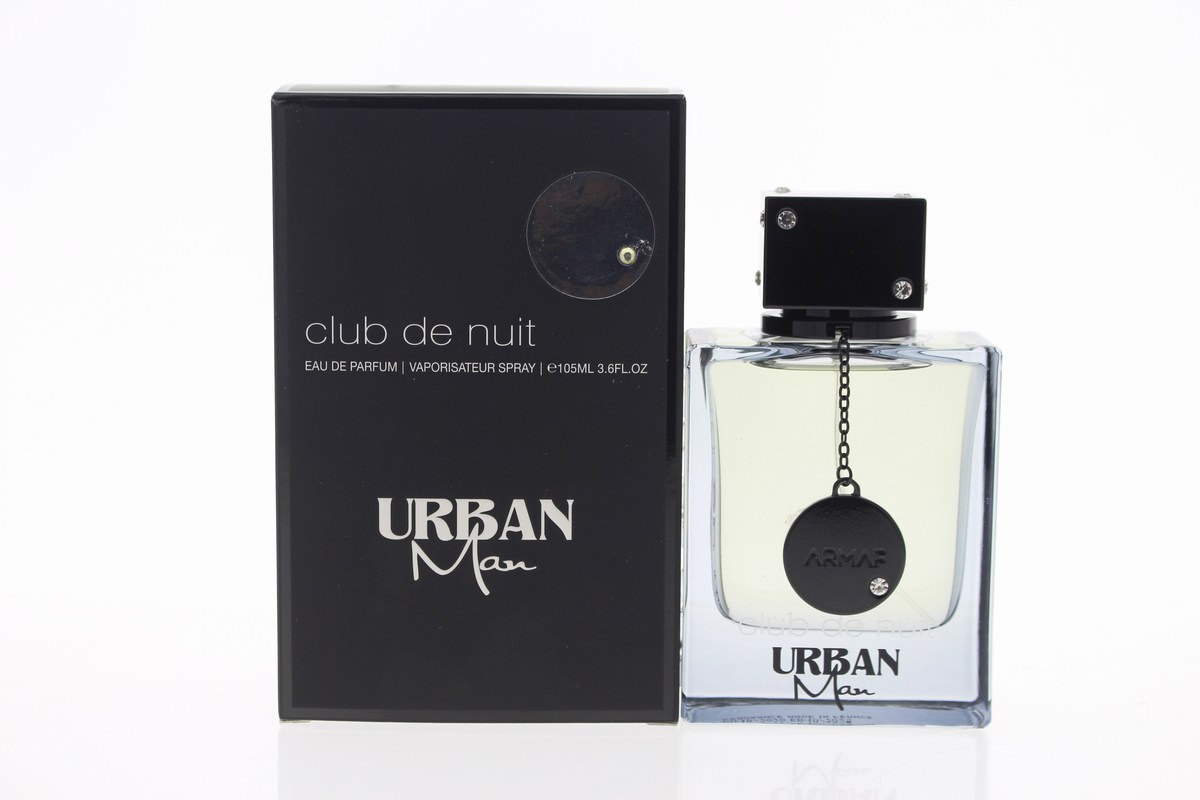 club de nuit
EAU DE PARFUM | VAPORISATEUR SPRAY | ℮105ML 3.6FL.OZ
URBAN
Man
ARMAF
club de nuit
URBAN
Man